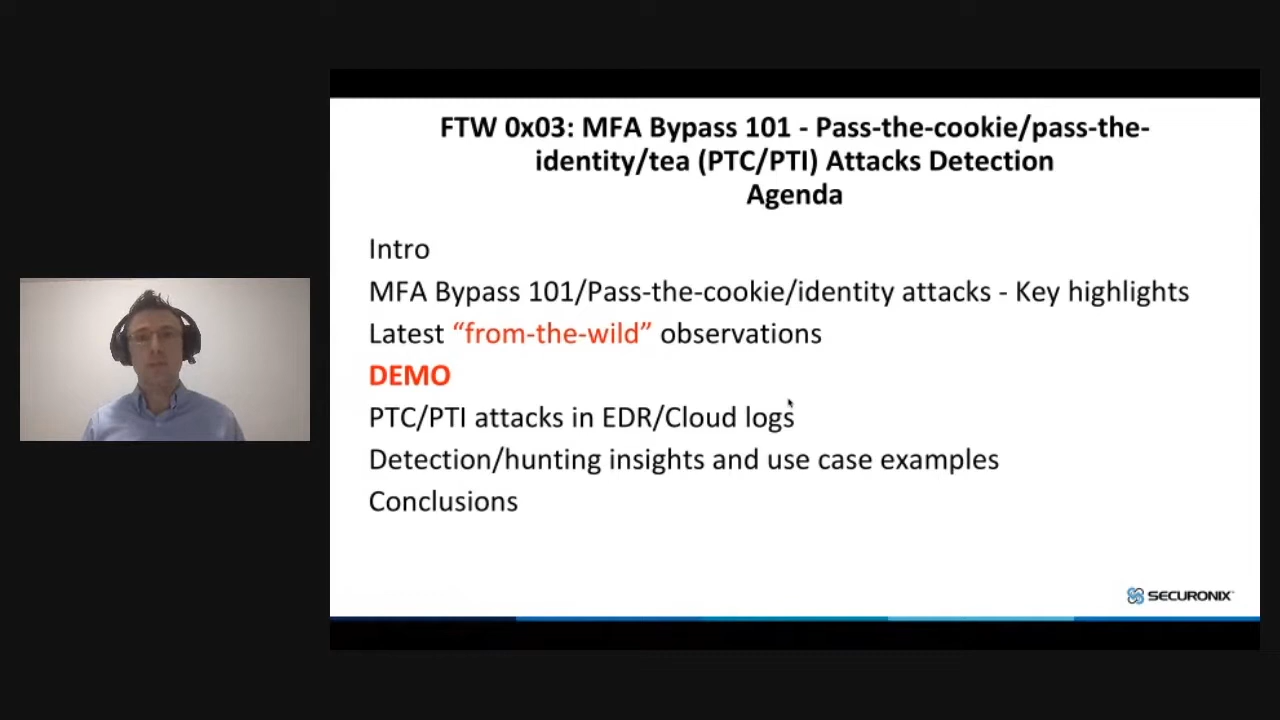 FTW 0x03: MFA Bypass 101 - Pass-the-cookie/pass-the-
identity/tea (PTC/PTI) Attacks Detection
Agenda
Intro
MFA Bypass 101/Pass-the-cookie/identity attacks - Key highlights
Latest “from-the-wild” observations
DEMO
PTC/PTI attacks in EDR/Cloud logs
Detection/hunting insights and use case examples
Conclusions
SECURONIX